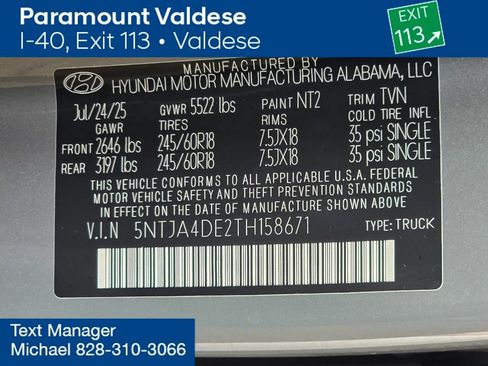 Paramount Valdese
I-40, Exit 113 • Valdese
EXIT
113
MANUFACTURED BY
HYUNDAI MOTOR MANUFACTURING ALABAMA, LLC
Jul/24/25 GVWR 5522 lbs PAINT NT2 TRIM TVN
GAWR TIRES RIMS COLD TIRE INFL.
FRONT 2646 lbs 245/60R18 7.5JX18 35 psi SINGLE
REAR 3197 lbs 245/60R18 7.5JX18 35 psi SINGLE
THIS VEHICLE CONFORMS TO ALL APPLICABLE U.S.A. FEDERAL
MOTOR VEHICLE SAFETY AND THEFT PREVENTION STANDARDS
IN EFFECT ON THE DATE OF MANUFACTURE SHOWN ABOVE
V.I.N 5NTJA4DE2TH158671 TYPE: TRUCK
Text Manager
Michael 828-310-3066